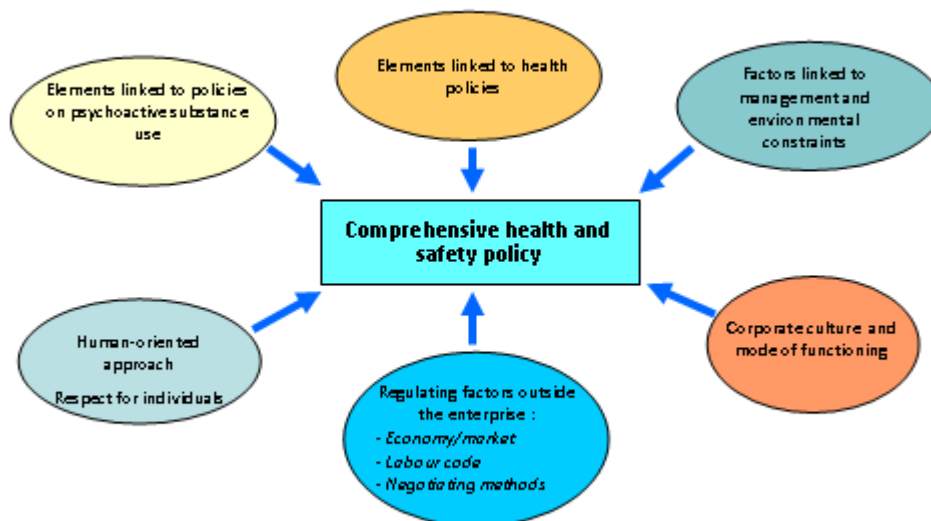 Elements linked to policies
on psychoactive substance
use
Elements linked to health
policies
Factors linked to
management and
environmental
constraints
Comprehensive health and
safety policy
Human-oriented
approach
Respect for individuals
Regulating factors outside
the enterprise :
- Economy/market
- Labour code
- Negotiating methods
Corporate culture and
mode of functioning